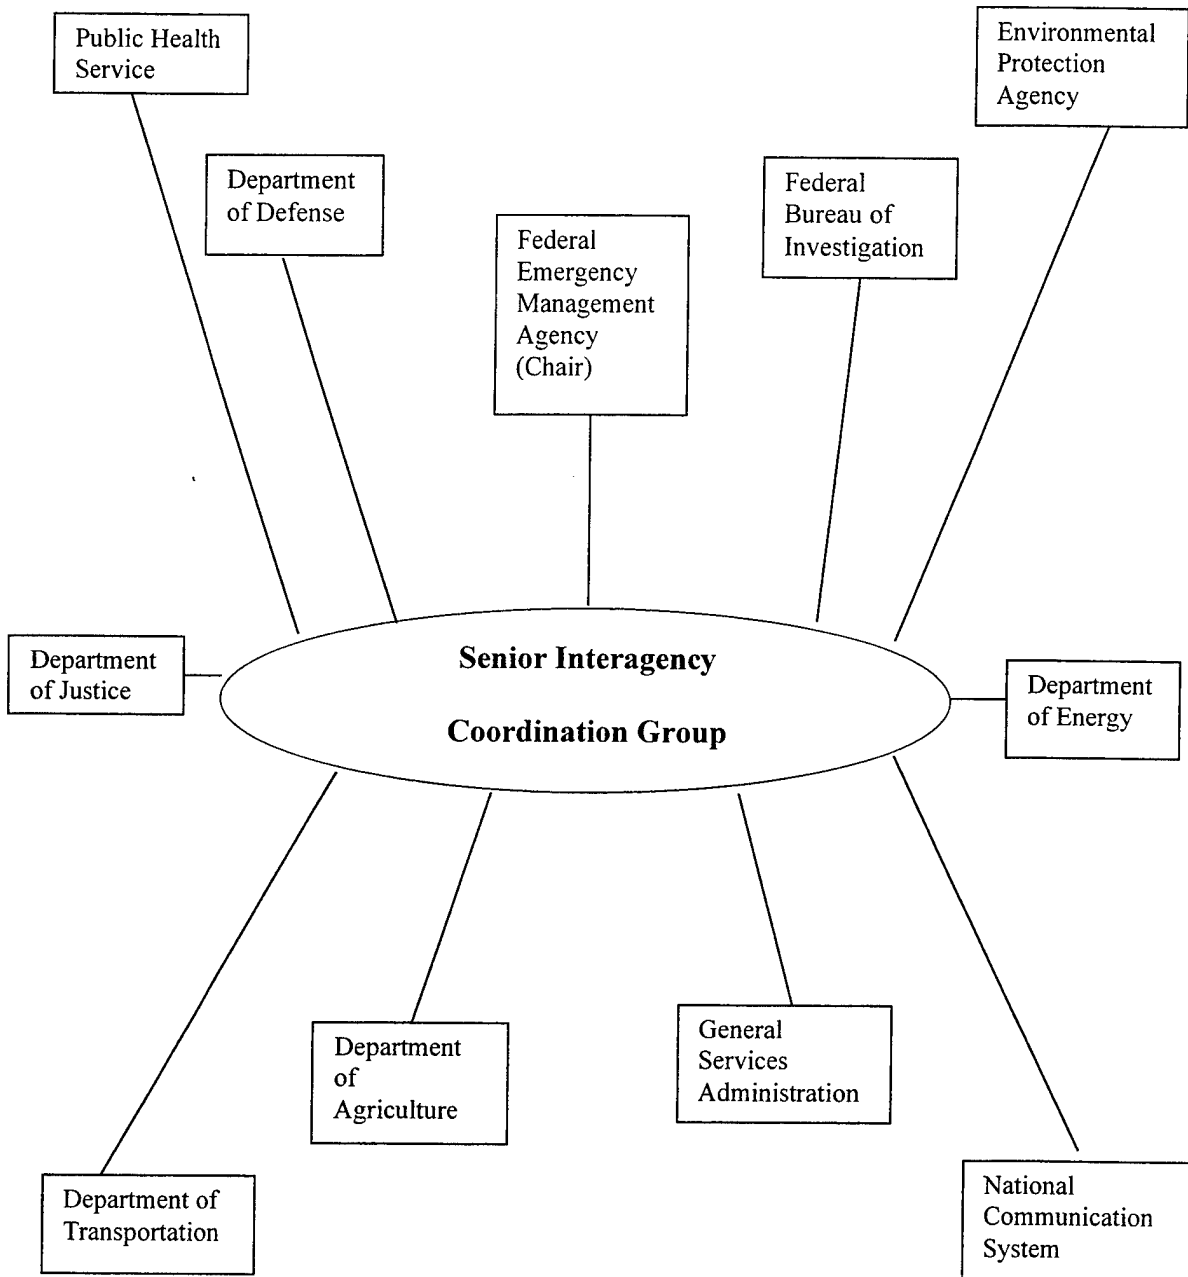 Public Health
Service
Environmental
Protection
Agency
Department
of Defense
Federal
Bureau of
Investigation
Federal
Emergency
Management
Agency
(Chair)
Department
of Justice
Senior Interagency
Coordination Group
Department
of Energy
Department
of
Agriculture
General
Services
Administration
Department of
Transportation
National
Communication
System